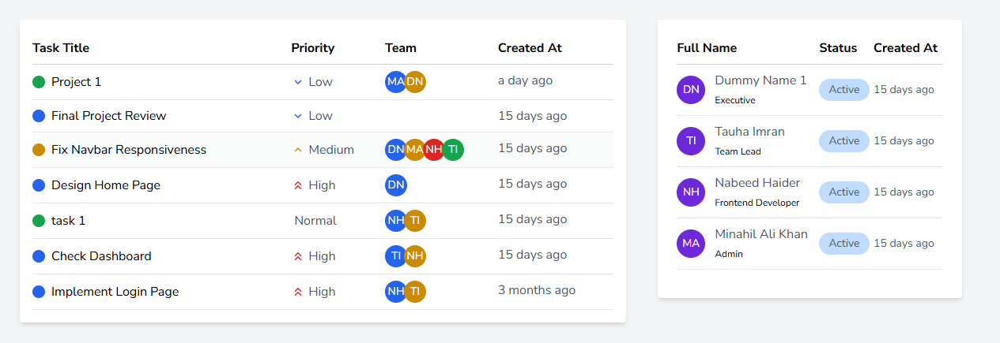 Task Title Priority Team Created At
Project 1 Low MA DN a day ago
Final Project Review Low 15 days ago
Fix Navbar Responsiveness Medium DN MA NH TI 15 days ago
Design Home Page High DN 15 days ago
task 1 Normal NH TI 15 days ago
Check Dashboard High TI NH 15 days ago
Implement Login Page High NH TI 3 months ago
Full Name Status Created At
DN Dummy Name 1 Active 15 days ago
Executive
TI Tauha Imran Active 15 days ago
Team Lead
NH Nabeed Haider Active 15 days ago
Frontend Developer
MA Minahil Ali Khan Active 15 days ago
Admin